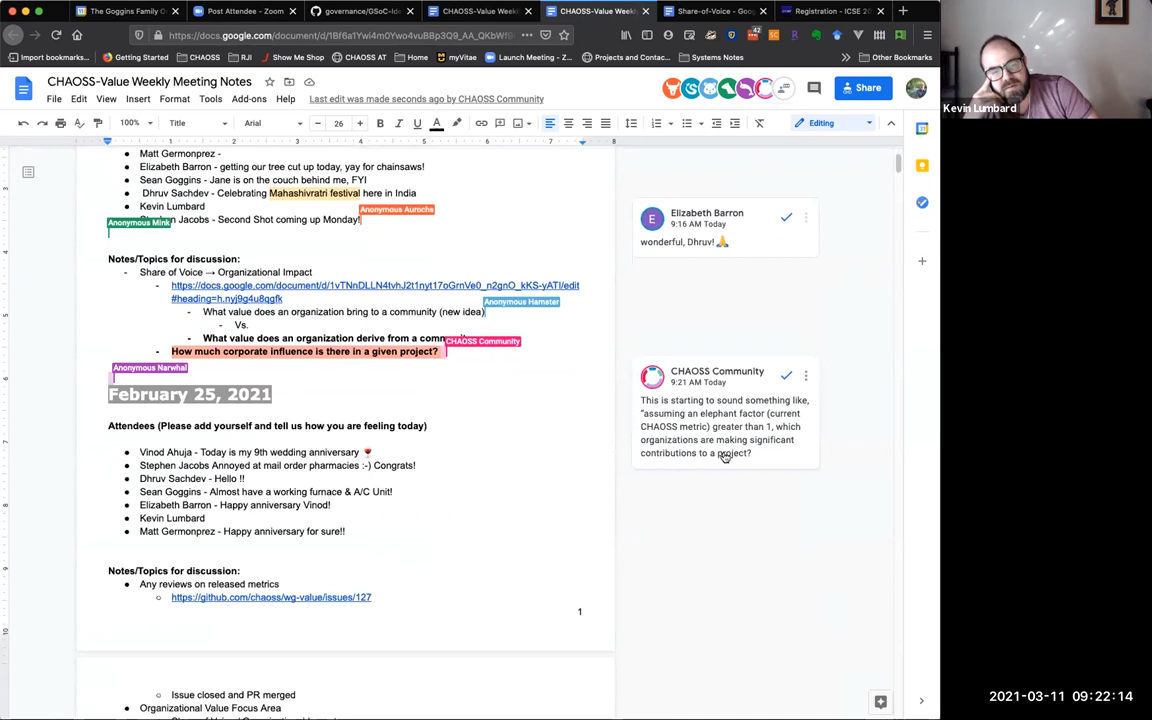 The Goggins Family O
Post Attendee - Zoom
governance/GSoC-Ide
CHAOSS-Value Weekl
CHAOSS-Value Weekl
Share-of-Voice - Goo
Registration - ICSE 20
https://docs.google.com/document/d/1Bf6a1Ywi4m0Ywo4vuB8p3Q9_AA_QKbWf9
Import bookmarks...
Getting Started
CHAOSS
RJI
Show Me Shop
CHAOSS AT
Home
myVitae
Launch Meeting - Z...
Projects and Contac...
Systems Notes
Other Bookmarks
CHAOSS-Value Weekly Meeting Notes
File Edit View Insert Format Tools Add-ons Help Last edit was made seconds ago by CHAOSS Community
Share
100% Title Arial 26 Editing
Matt Germonprez -
Elizabeth Barron - getting our tree cut up today, yay for chainsaws!
Sean Goggins - Jane is on the couch behind me, FYI
Dhruv Sachdev - Celebrating Mahashivratri festival here in India
Kevin Lumbard
Anonymous Aurochs
Stephen Jacobs - Second Shot coming up Monday!
Anonymous Mink
Notes/Topics for discussion:
- Share of Voice → Organizational Impact
- https://docs.google.com/document/d/1vTNnDLLN4tvhJ2t1nyt17oGrnVe0_n2gnO_kKS-yATI/edit
#heading=h.nyj9g4u8qgfk
Anonymous Hamster
- What value does an organization bring to a community (new idea)
- Vs.
- What value does an organization derive from a comm
CHAOSS Community
- How much corporate influence is there in a given project?
Anonymous Narwhal
February 25, 2021
Attendees (Please add yourself and tell us how you are feeling today)
Vinod Ahuja - Today is my 9th wedding anniversary 🍷
Stephen Jacobs Annoyed at mail order pharmacies :-) Congrats!
Dhruv Sachdev - Hello !!
Sean Goggins - Almost have a working furnace & A/C Unit!
Elizabeth Barron - Happy anniversary Vinod!
Kevin Lumbard
Matt Germonprez - Happy anniversary for sure!!
Notes/Topics for discussion:
Any reviews on released metrics
https://github.com/chaoss/wg-value/issues/127
1
Issue closed and PR merged
Organizational Value Focus Area
Elizabeth Barron
9:16 AM Today
wonderful, Dhruv! 🙏
CHAOSS Community
9:21 AM Today
This is starting to sound something like,
"assuming an elephant factor (current
CHAOSS metric) greater than 1, which
organizations are making significant
contributions to a project?
Kevin Lumbard
2021-03-11 09:22:14